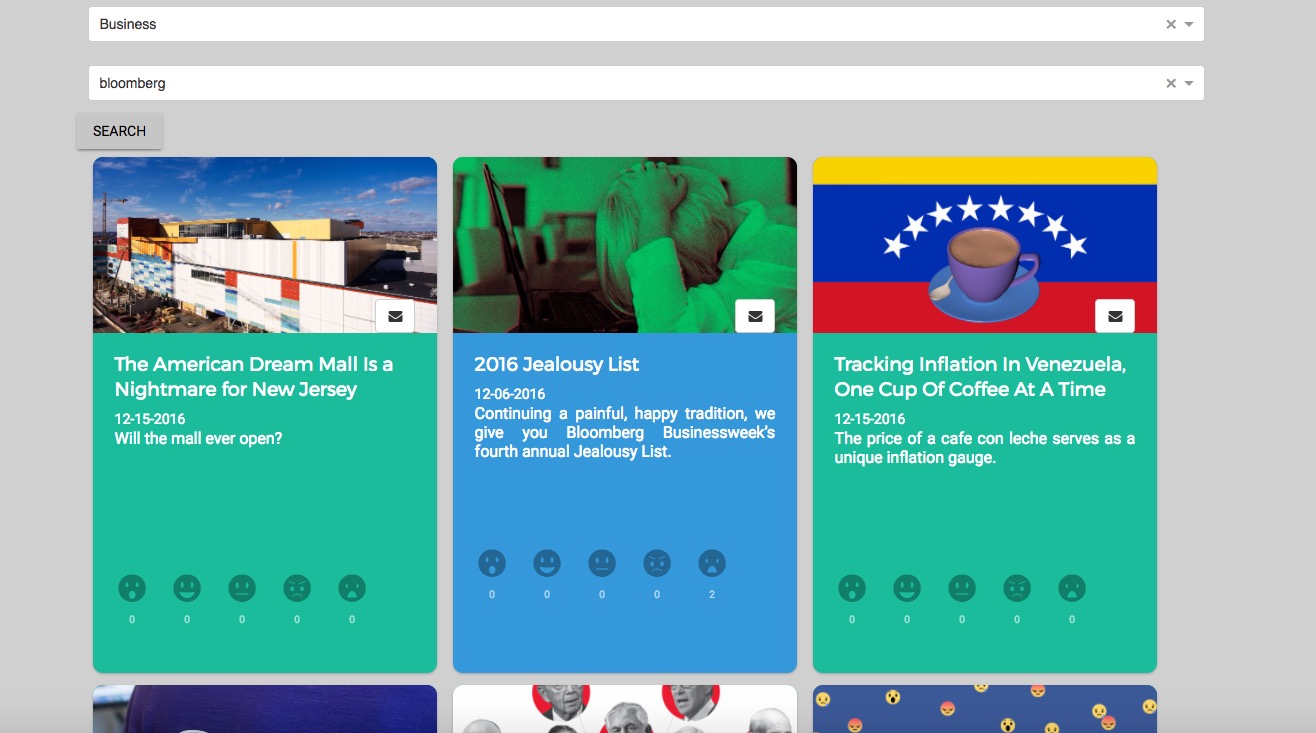 Business
bloomberg
SEARCH
The American Dream Mall Is a
Nightmare for New Jersey
12-15-2016
Will the mall ever open?
0 0 0 0 0
2016 Jealousy List
12-06-2016
Continuing a painful, happy tradition, we
give you Bloomberg Businessweek's
fourth annual Jealousy List.
0 0 0 0 2
Tracking Inflation In Venezuela,
One Cup Of Coffee At A Time
12-15-2016
The price of a cafe con leche serves as a
unique inflation gauge.
0 0 0 0 0